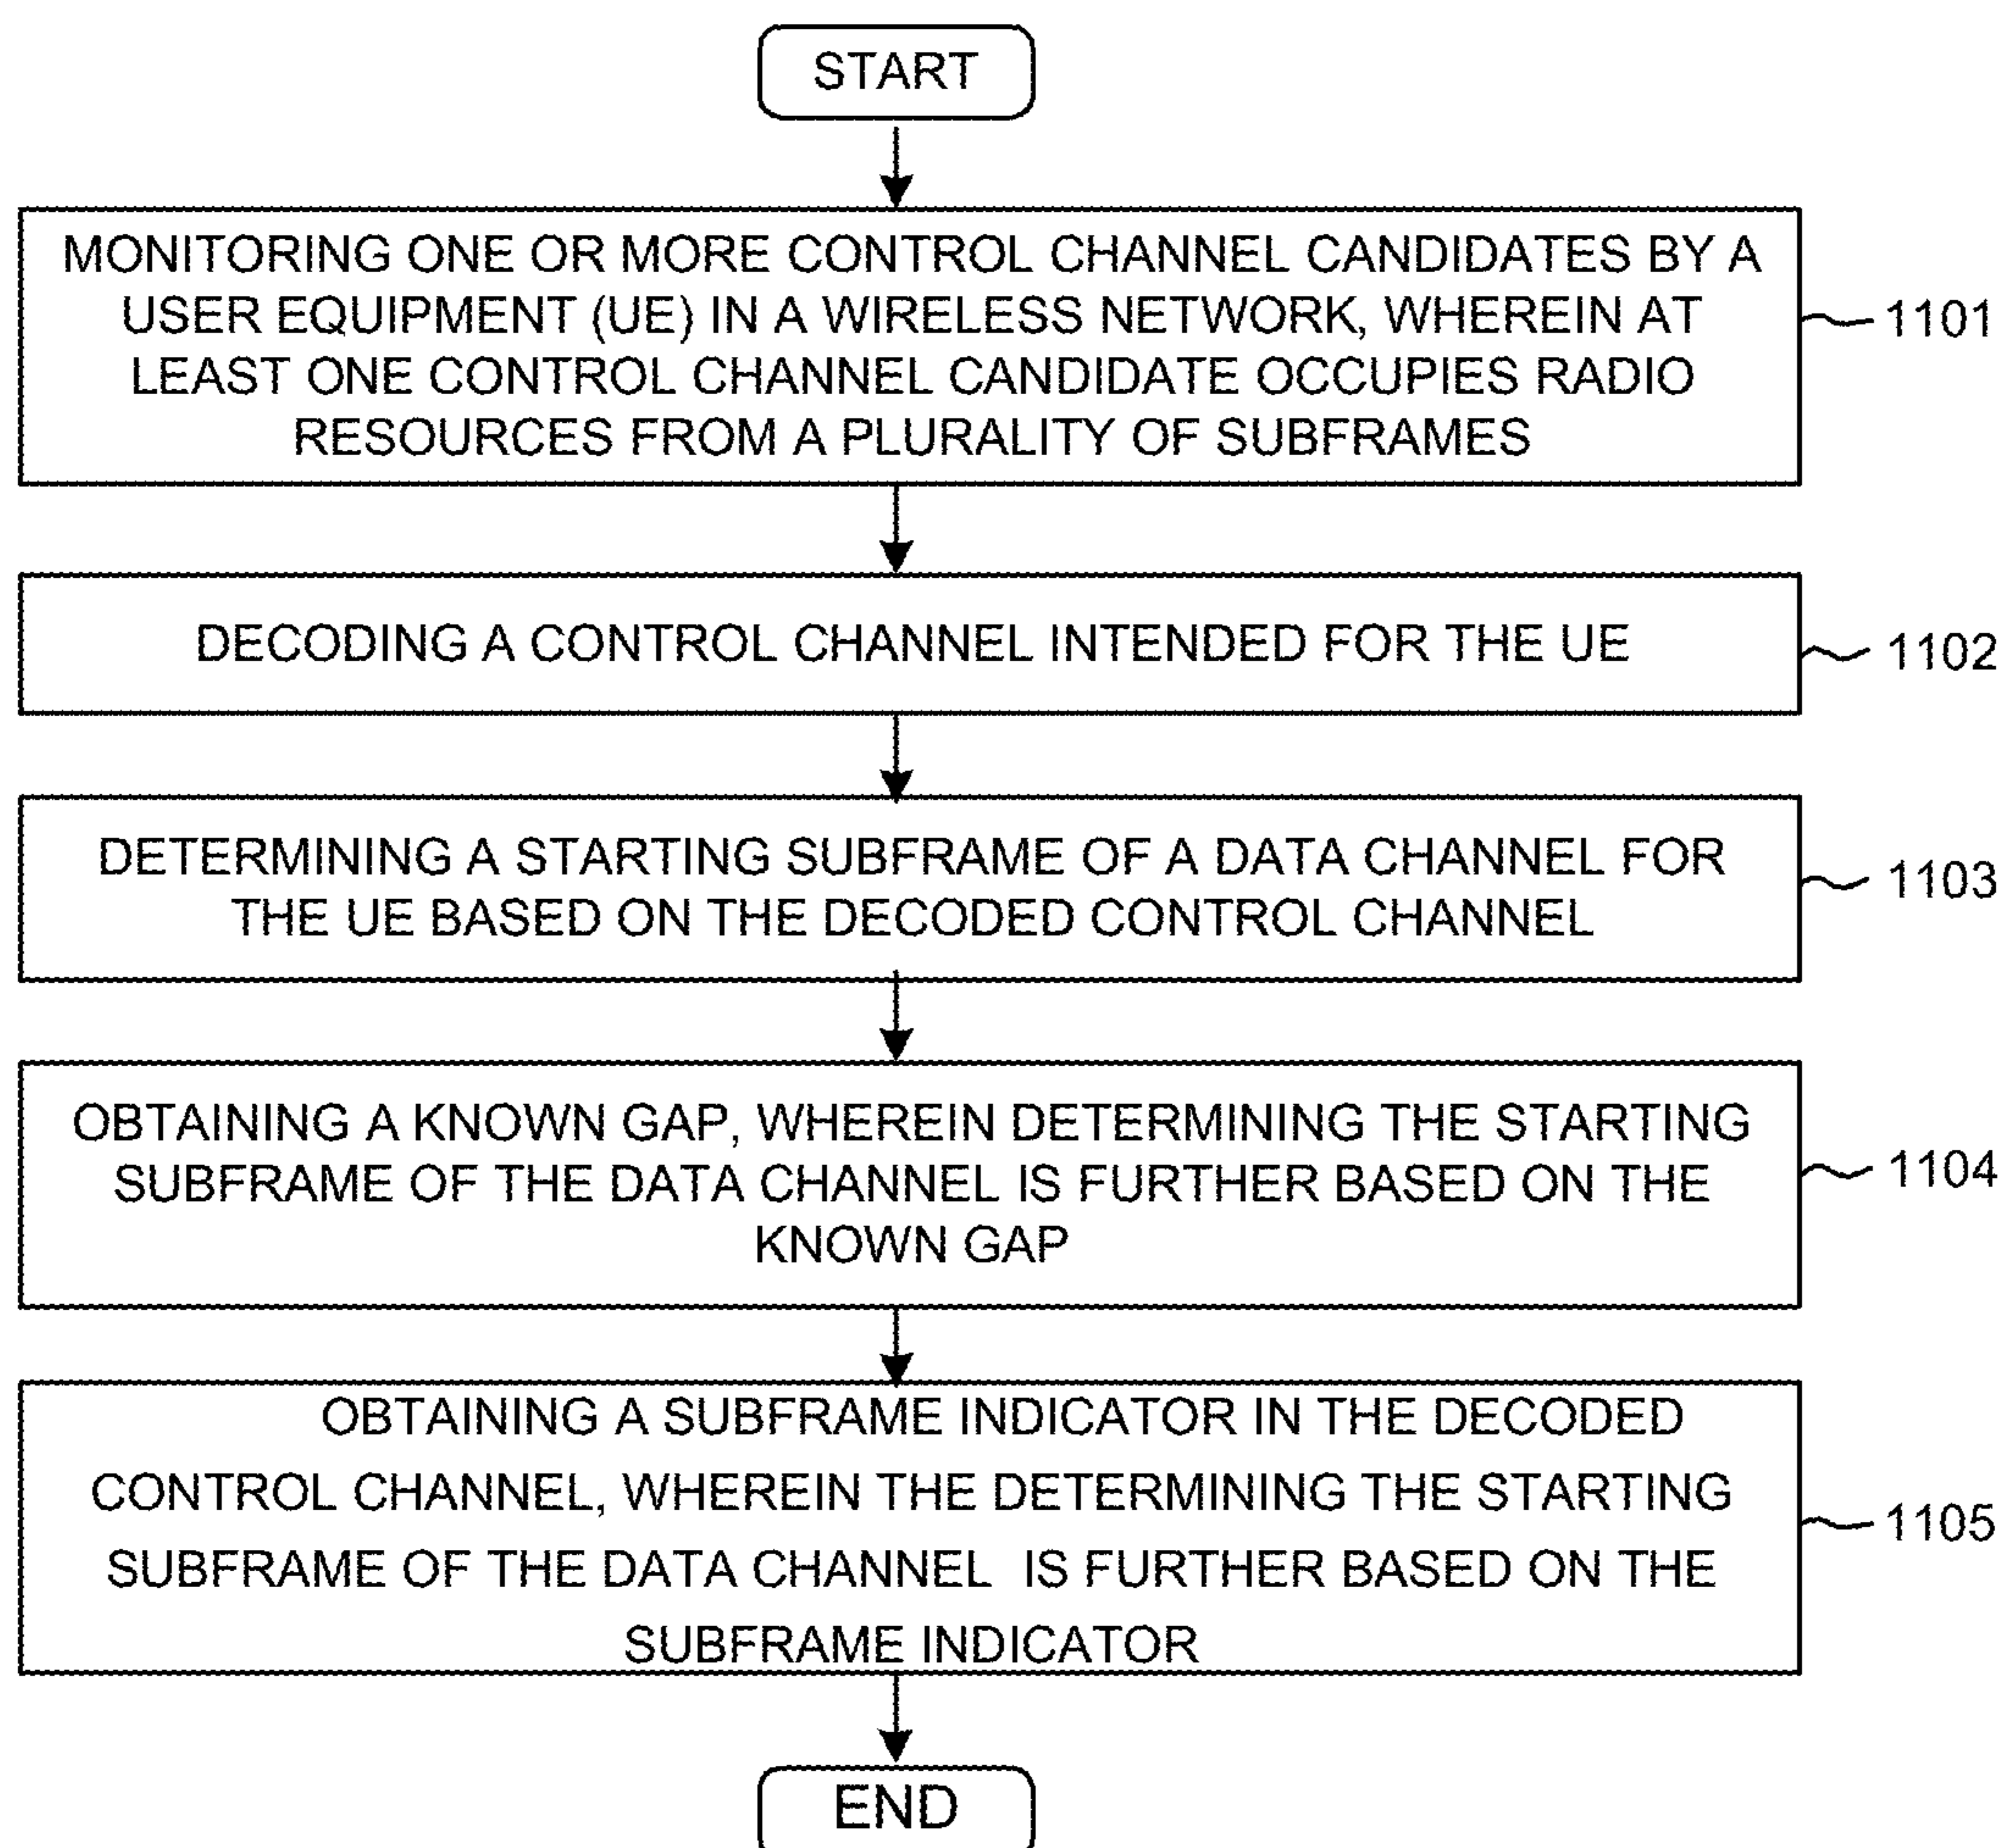 START
MONITORING ONE OR MORE CONTROL CHANNEL CANDIDATES BY A
USER EQUIPMENT (UE) IN A WIRELESS NETWORK, WHEREIN AT
LEAST ONE CONTROL CHANNEL CANDIDATE OCCUPIES RADIO
RESOURCES FROM A PLURALITY OF SUBFRAMES
1101
DECODING A CONTROL CHANNEL INTENDED FOR THE UE
1102
DETERMINING A STARTING SUBFRAME OF A DATA CHANNEL FOR
THE UE BASED ON THE DECODED CONTROL CHANNEL
1103
OBTAINING A KNOWN GAP, WHEREIN DETERMINING THE STARTING
SUBFRAME OF THE DATA CHANNEL IS FURTHER BASED ON THE
KNOWN GAP
1104
OBTAINING A SUBFRAME INDICATOR IN THE DECODED
CONTROL CHANNEL, WHEREIN THE DETERMINING THE STARTING
SUBFRAME OF THE DATA CHANNEL IS FURTHER BASED ON THE
SUBFRAME INDICATOR
1105
END